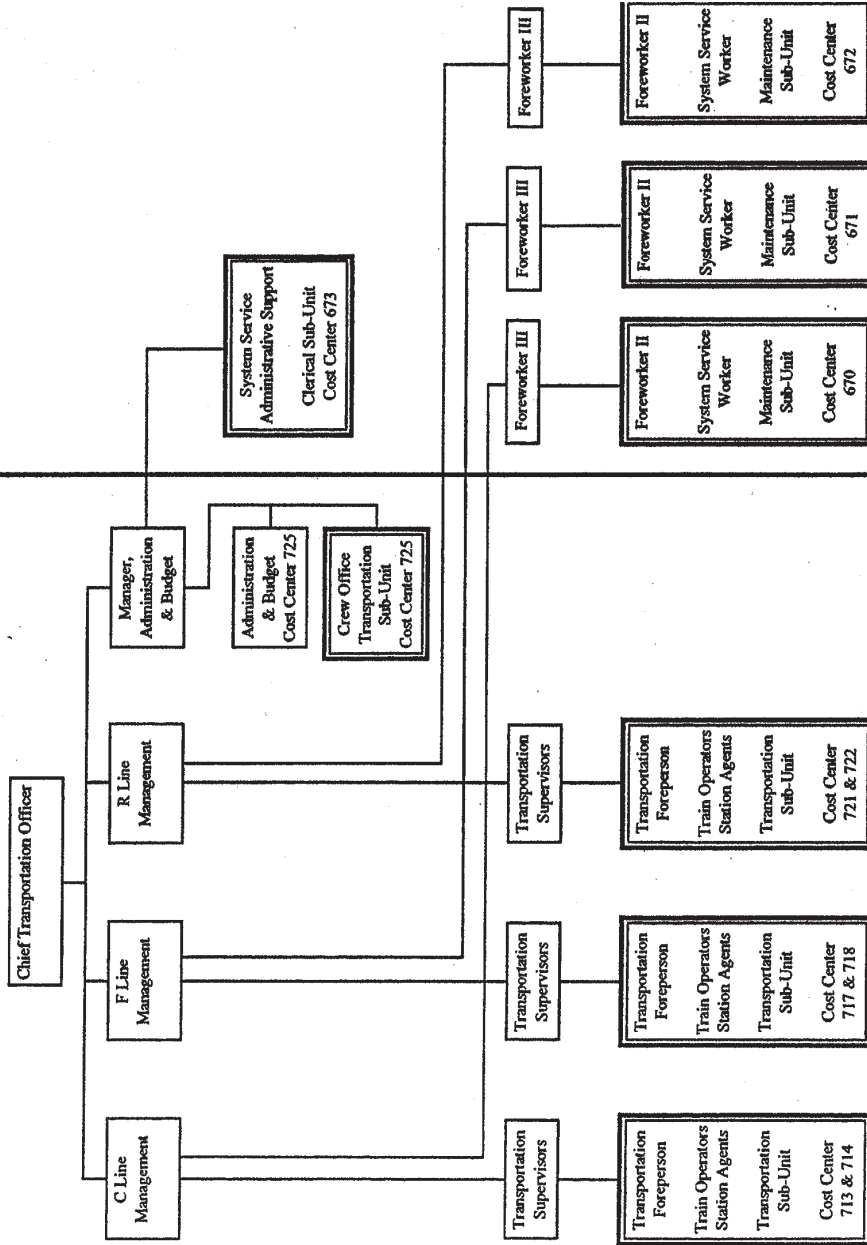 Chief Transportation Officer
C Line
Management
F Line
Management
R Line
Management
Manager,
Administration
& Budget
Administration
& Budget
Cost Center 725
Crew Office
Transportation
Sub-Unit
Cost Center 725
System Service
Administrative Support
Clerical Sub-Unit
Cost Center 673
Transportation
Supervisors
Transportation
Supervisors
Transportation
Supervisors
Foreworker III
Foreworker III
Foreworker III
Transportation
Foreperson
Train Operators
Station Agents
Transportation
Sub-Unit
Cost Center
713 & 714
Transportation
Foreperson
Train Operators
Station Agents
Transportation
Sub-Unit
Cost Center
717 & 718
Transportation
Foreperson
Train Operators
Station Agents
Transportation
Sub-Unit
Cost Center
721 & 722
Foreworker II
System Service
Worker
Maintenance
Sub-Unit
Cost Center
670
Foreworker II
System Service
Worker
Maintenance
Sub-Unit
Cost Center
671
Foreworker II
System Service
Worker
Maintenance
Sub-Unit
Cost Center
672